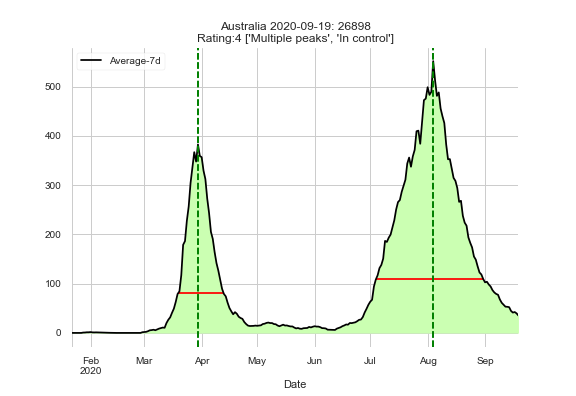 Australia 2020-09-19: 26898
Rating:4 ['Multiple peaks', 'In control']
Average-7d
500
400
300
200
100
0
Feb Mar Apr May Jun Jul Aug Sep
2020
Date